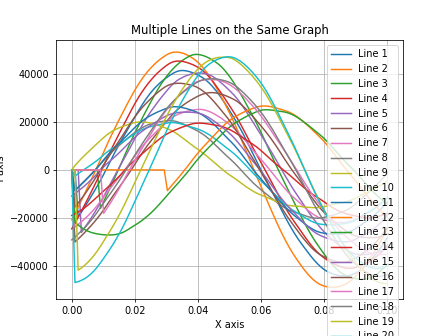 Multiple Lines on the Same Graph
40000
20000
0
−20000
−40000
0.00
0.02
0.04
0.06
X axis
Line 1
Line 2
Line 3
Line 4
Line 5
Line 6
Line 7
Line 8
Line 9
Line 10
Line 11
Line 12
Line 13
Line 14
Line 15
Line 16
Line 17
Line 18
Line 19
Line 20